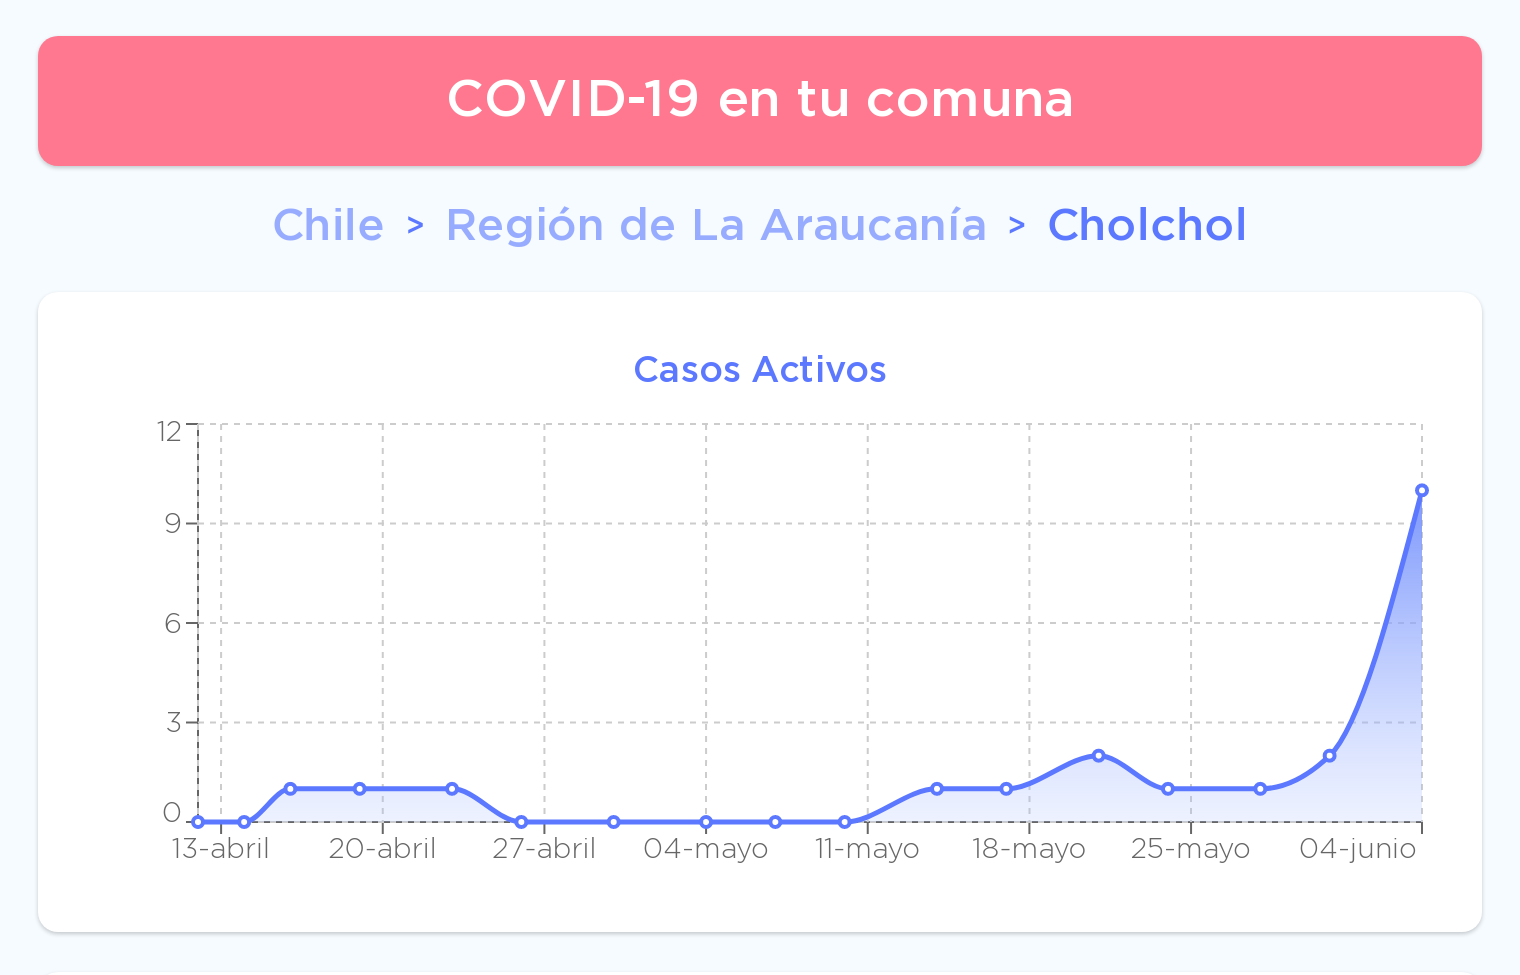 COVID-19 en tu comuna
Chile > Región de La Araucanía > Cholchol
Casos Activos
12
9
6
3
0
13-abril 20-abril 27-abril 04-mayo 11-mayo 18-mayo 25-mayo 04-junio